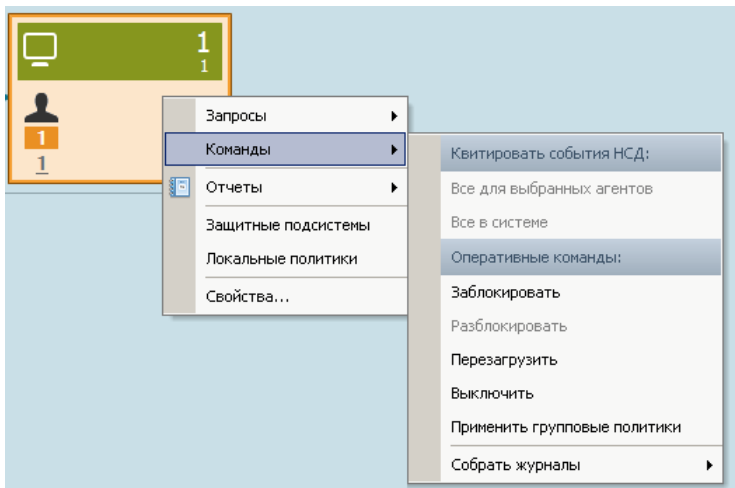 1
1
1
1
Запросы
Команды
Отчеты
Защитные подсистемы
Локальные политики
Свойства...
Квитировать события НСД:
Все для выбранных агентов
Все в системе
Оперативные команды:
Заблокировать
Разблокировать
Перезагрузить
Выключить
Применить групповые политики
Собрать журналы